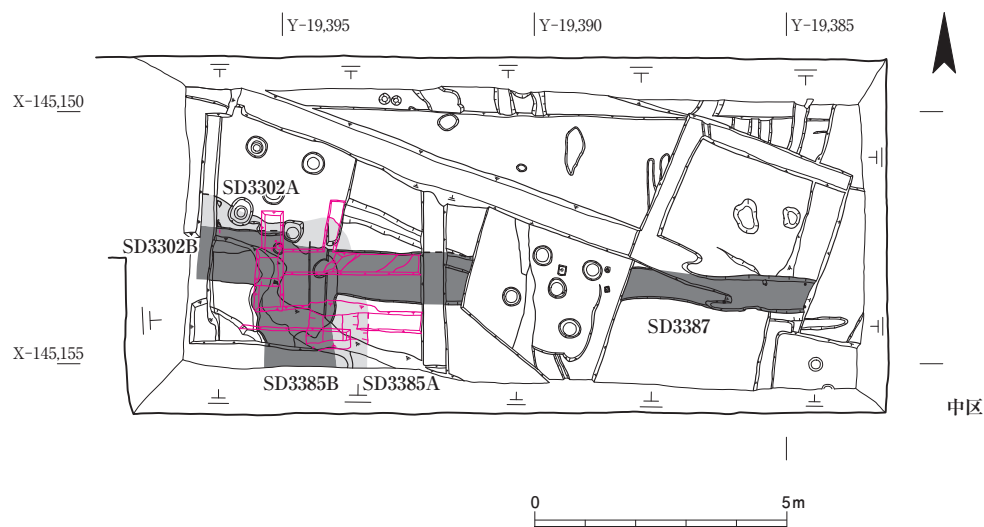 Y-19,395
Y-19,390
Y-19,385
X-145,150
SD3302A
SD3302B
SD3387
X-145,155
SD3385B
SD3385A
中区
0
5m